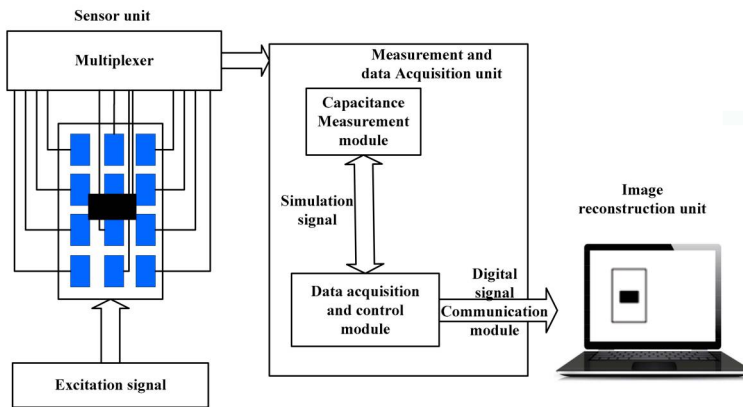 Sensor unit
Multiplexer
Measurement and
data Acquisition unit
Capacitance
Measurement
module
Simulation
signal
Data acquisition
and control
module
Digital
signal
Communication
module
Image
reconstruction unit
Excitation signal